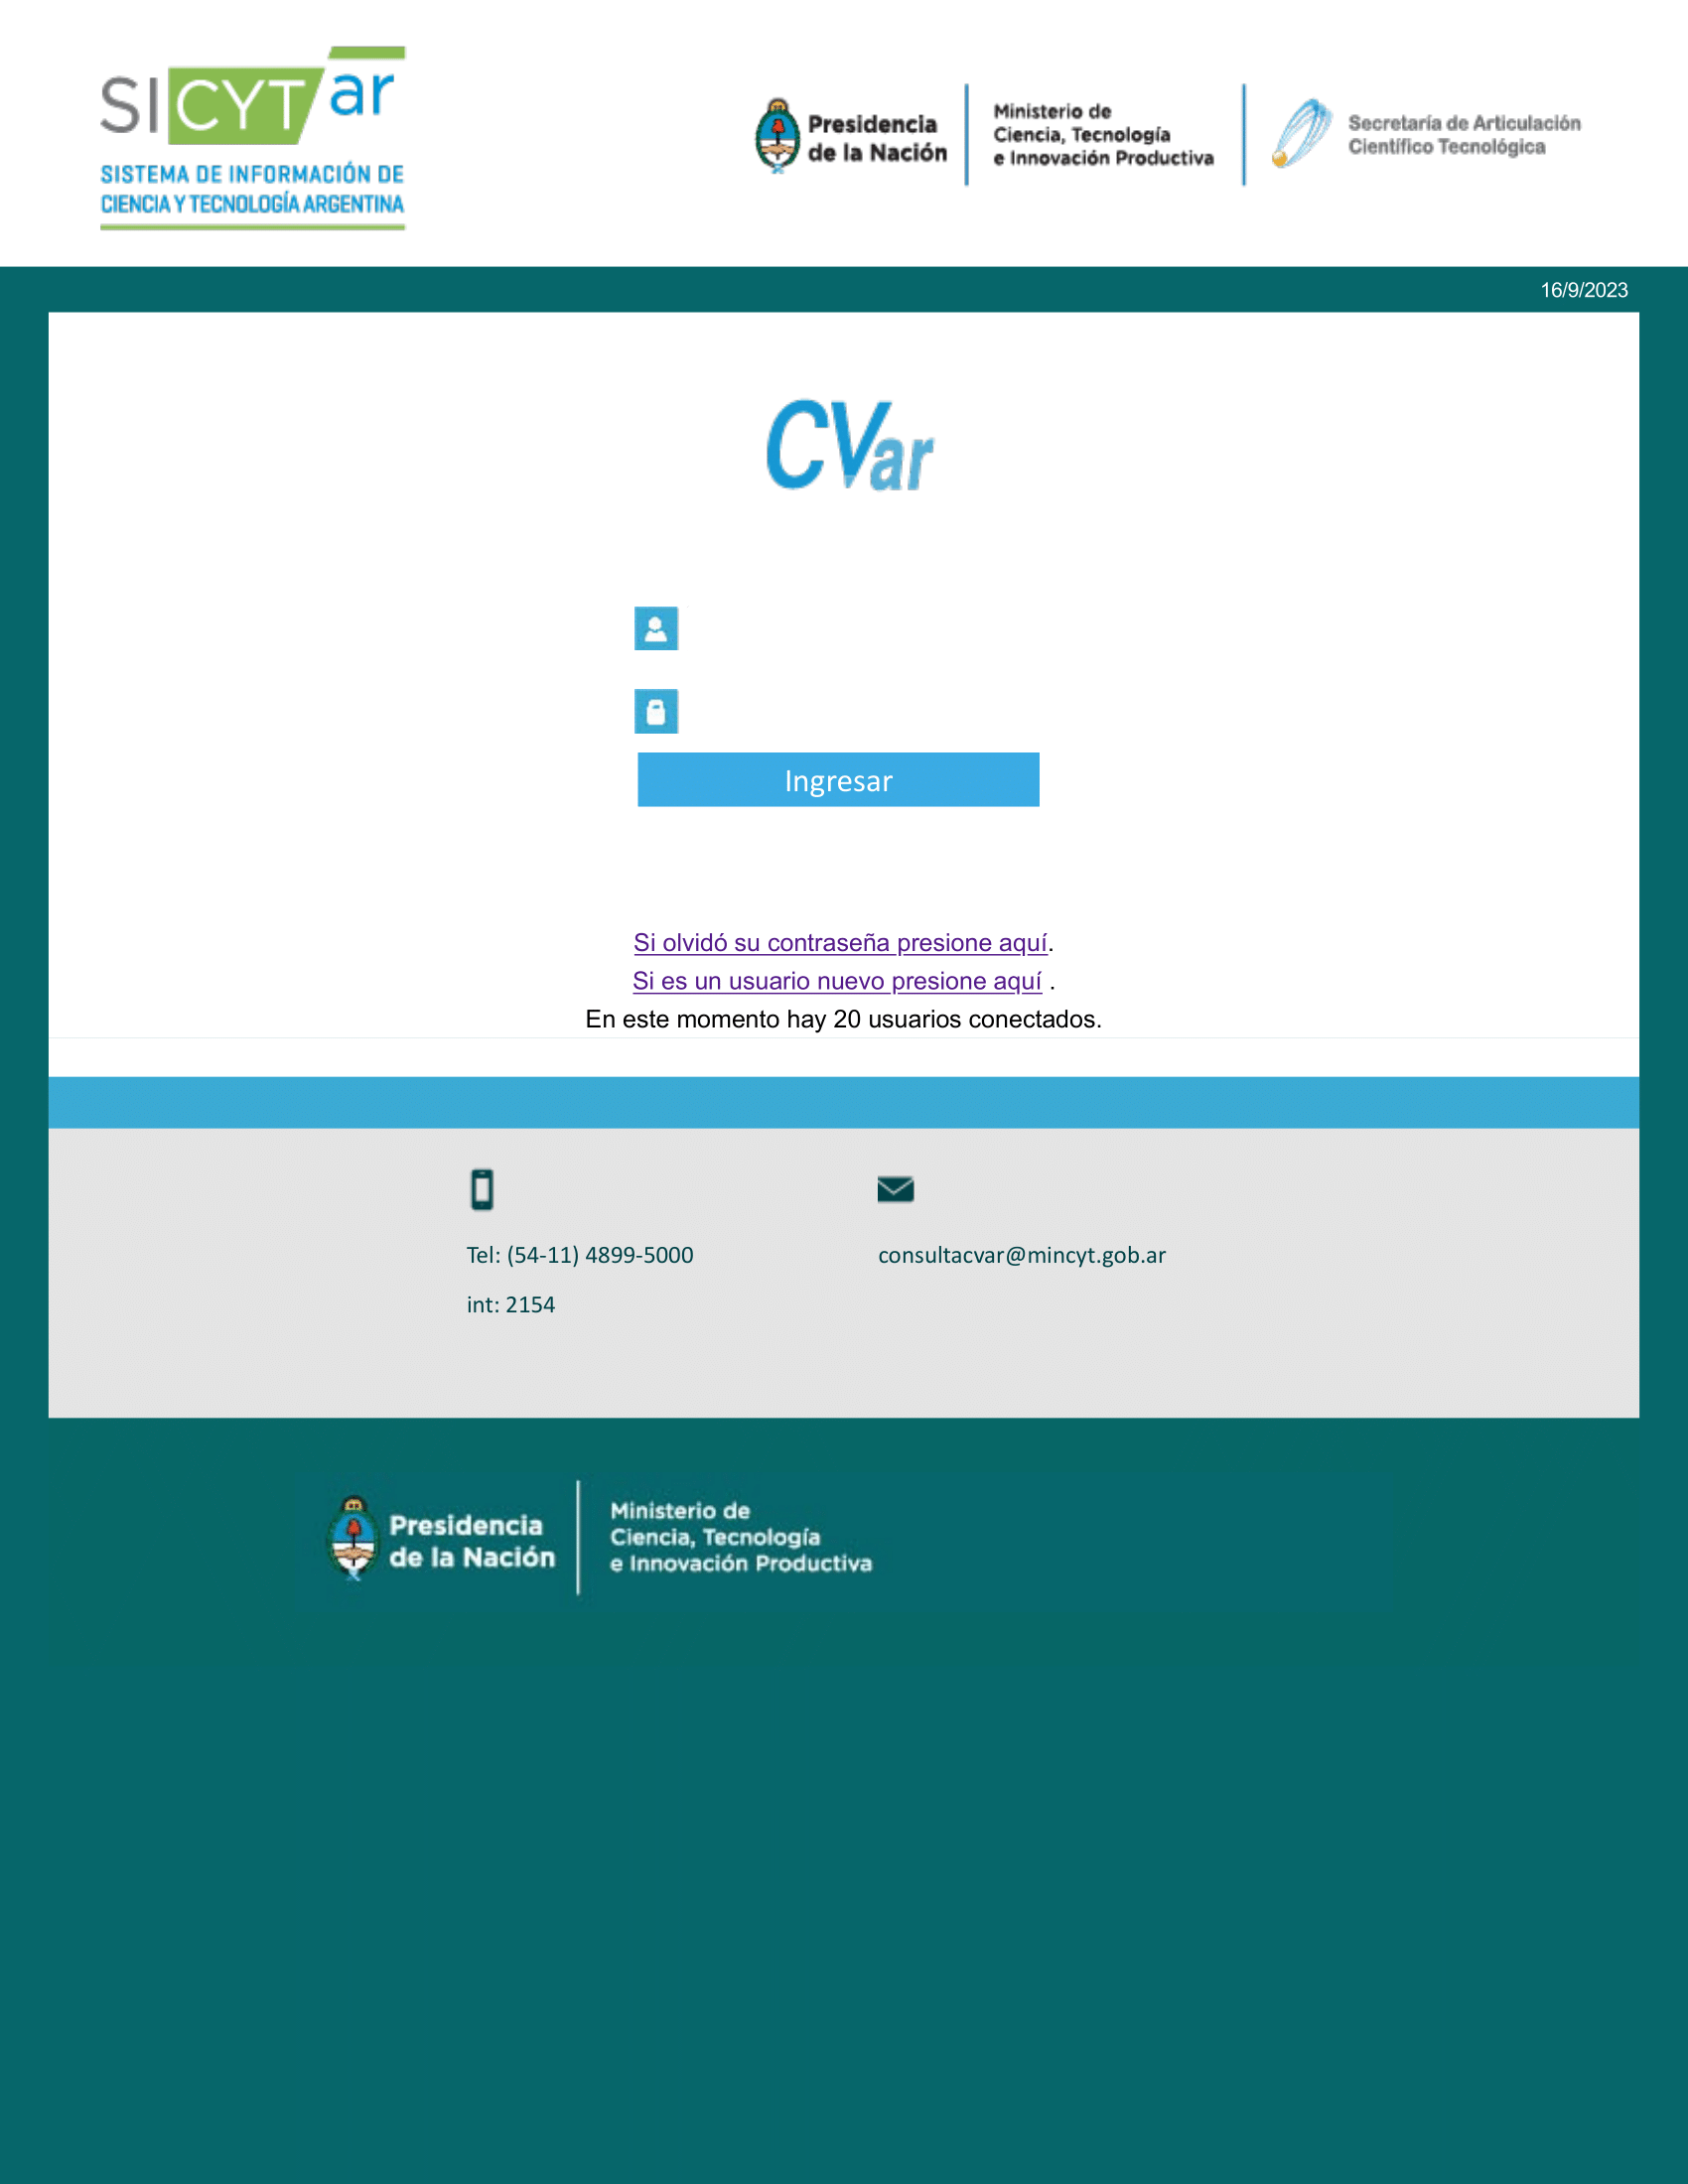 SICYTar
SISTEMA DE INFORMACIÓN DE
CIENCIA Y TECNOLOGÍA ARGENTINA
Presidencia
de la Nación
Ministerio de
Ciencia, Tecnología
e Innovación Productiva
Secretaría de Articulación
Científico Tecnológica
16/9/2023
CVar
Ingresar
Si olvidó su contraseña presione aquí.
Si es un usuario nuevo presione aquí .
En este momento hay 20 usuarios conectados.
Tel: (54-11) 4899-5000
int: 2154
consultacvar@mincyt.gob.ar
Presidencia
de la Nación
Ministerio de
Ciencia, Tecnología
e Innovación Productiva